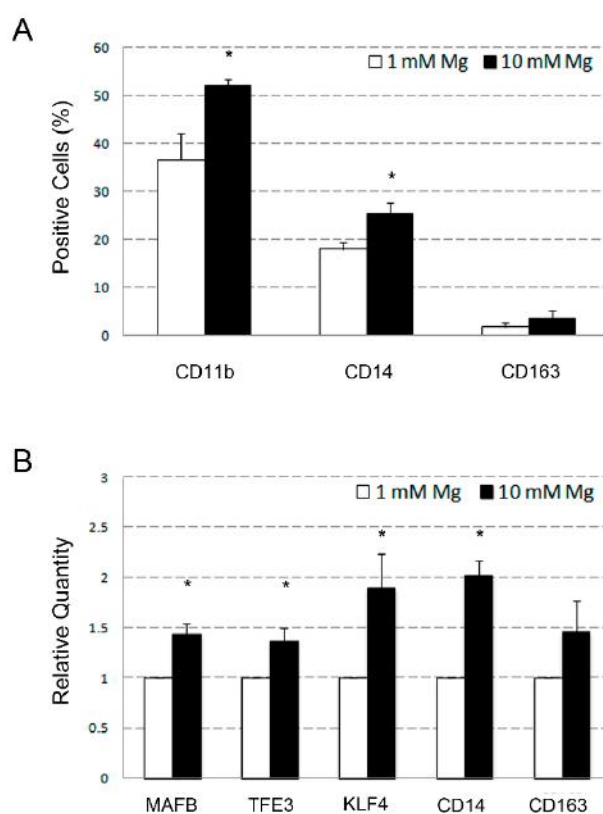 A
Positive Cells (%)
60
50
40
30
20
10
0
1 mM Mg 10 mM Mg
*
*
CD11b CD14 CD163
B
Relative Quantity
3
2.5
2
1.5
1
0.5
0
1 mM Mg 10 mM Mg
* * * *
MAFB TFE3 KLF4 CD14 CD163